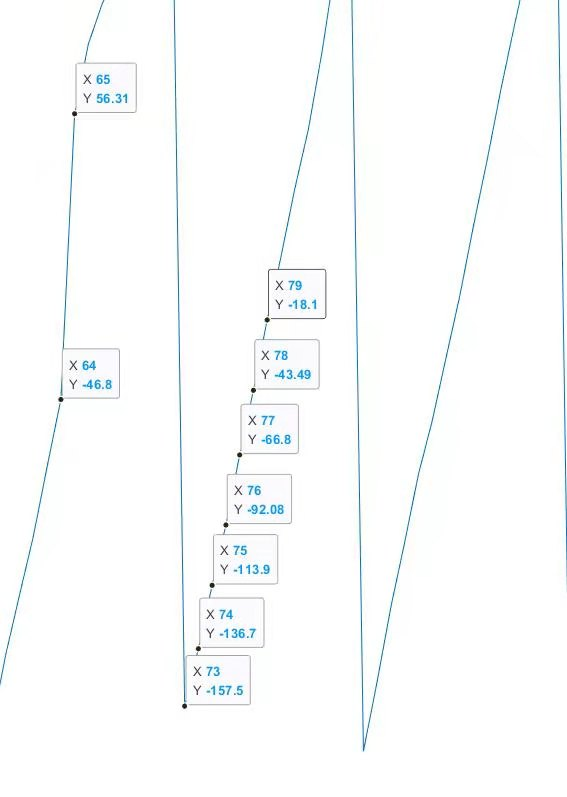 X 65
Y 56.31
X 79
Y -18.1
X 78
Y -43.49
X 64
Y -46.8
X 77
Y -66.8
X 76
Y -92.08
X 75
Y -113.9
X 74
Y -136.7
X 73
Y -157.5